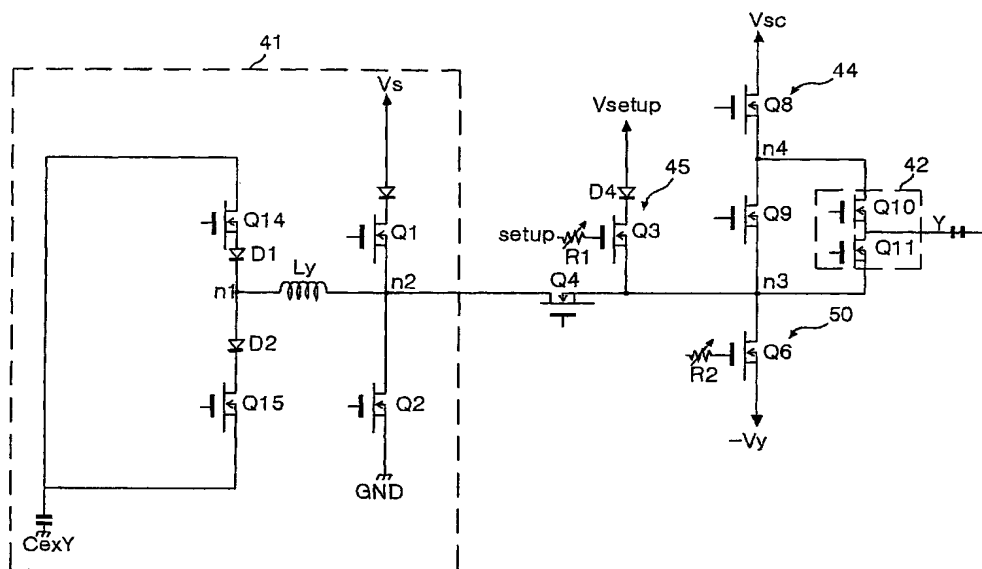 41
Vs
Vsc
44
Q8
Vsetup
45
n4
42
D4
Q14
Q1
Q3
Q9
Q10
Y
setup
R1
Q11
D1
Ly
n1
n2
Q4
n3
D2
50
Q6
R2
Q15
Q2
-Vy
GND
CexY